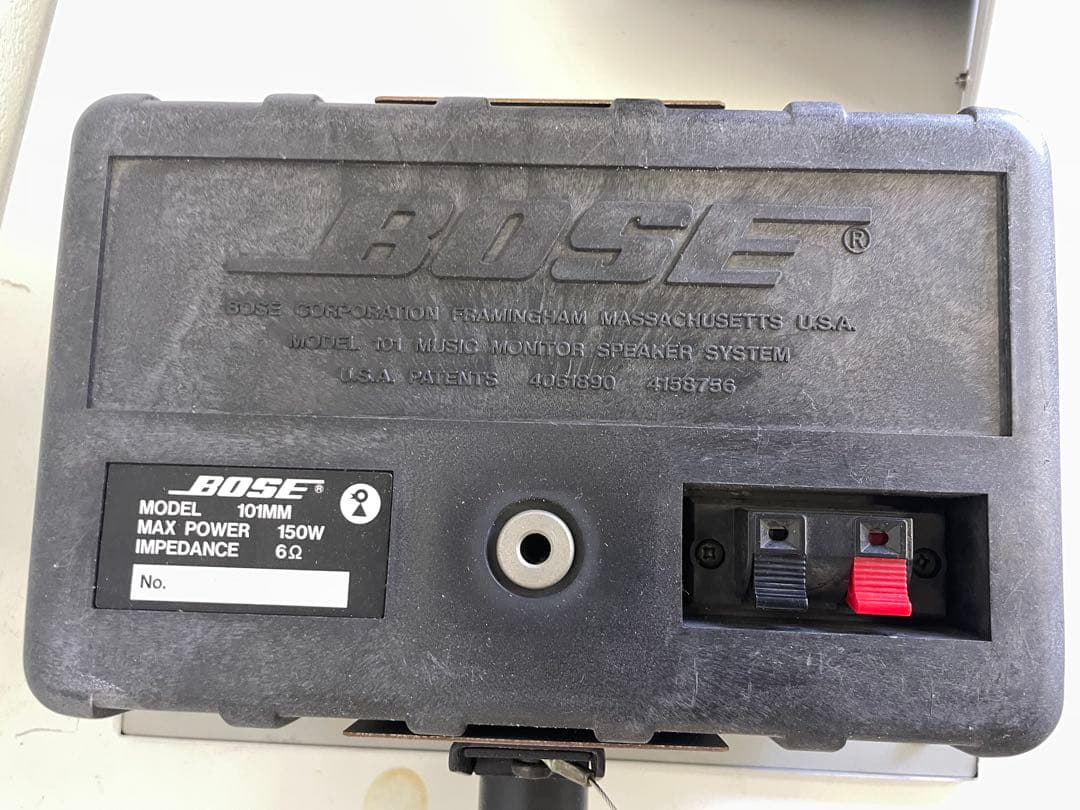 BOSE®
BOSE CORPORATION FRAMINGHAM MASSACHUSETTS U.S.A.
MODEL 101 MUSIC MONITOR SPEAKER SYSTEM
U.S.A. PATENTS 4061890 4158756
BOSE®
MODEL 101MM
MAX POWER 150W
IMPEDANCE 6Ω
No.